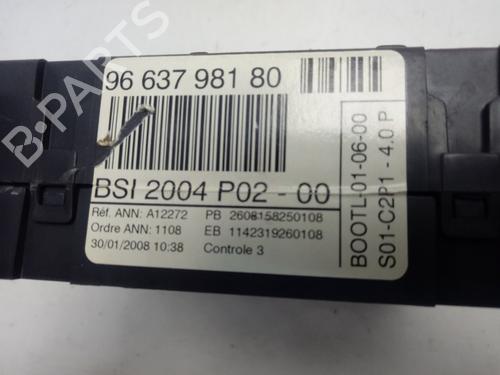 96 637 981 80
BSI 2004 P02 - 00
Réf. ANN: A12272 PB 2608158250108
Ordre ANN: 1108 EB 1142319260108
30/01/2008 10:38 Controle 3
BOOTL-01-06-00
S01-C2P1 - 4.0 P
B-PARTS